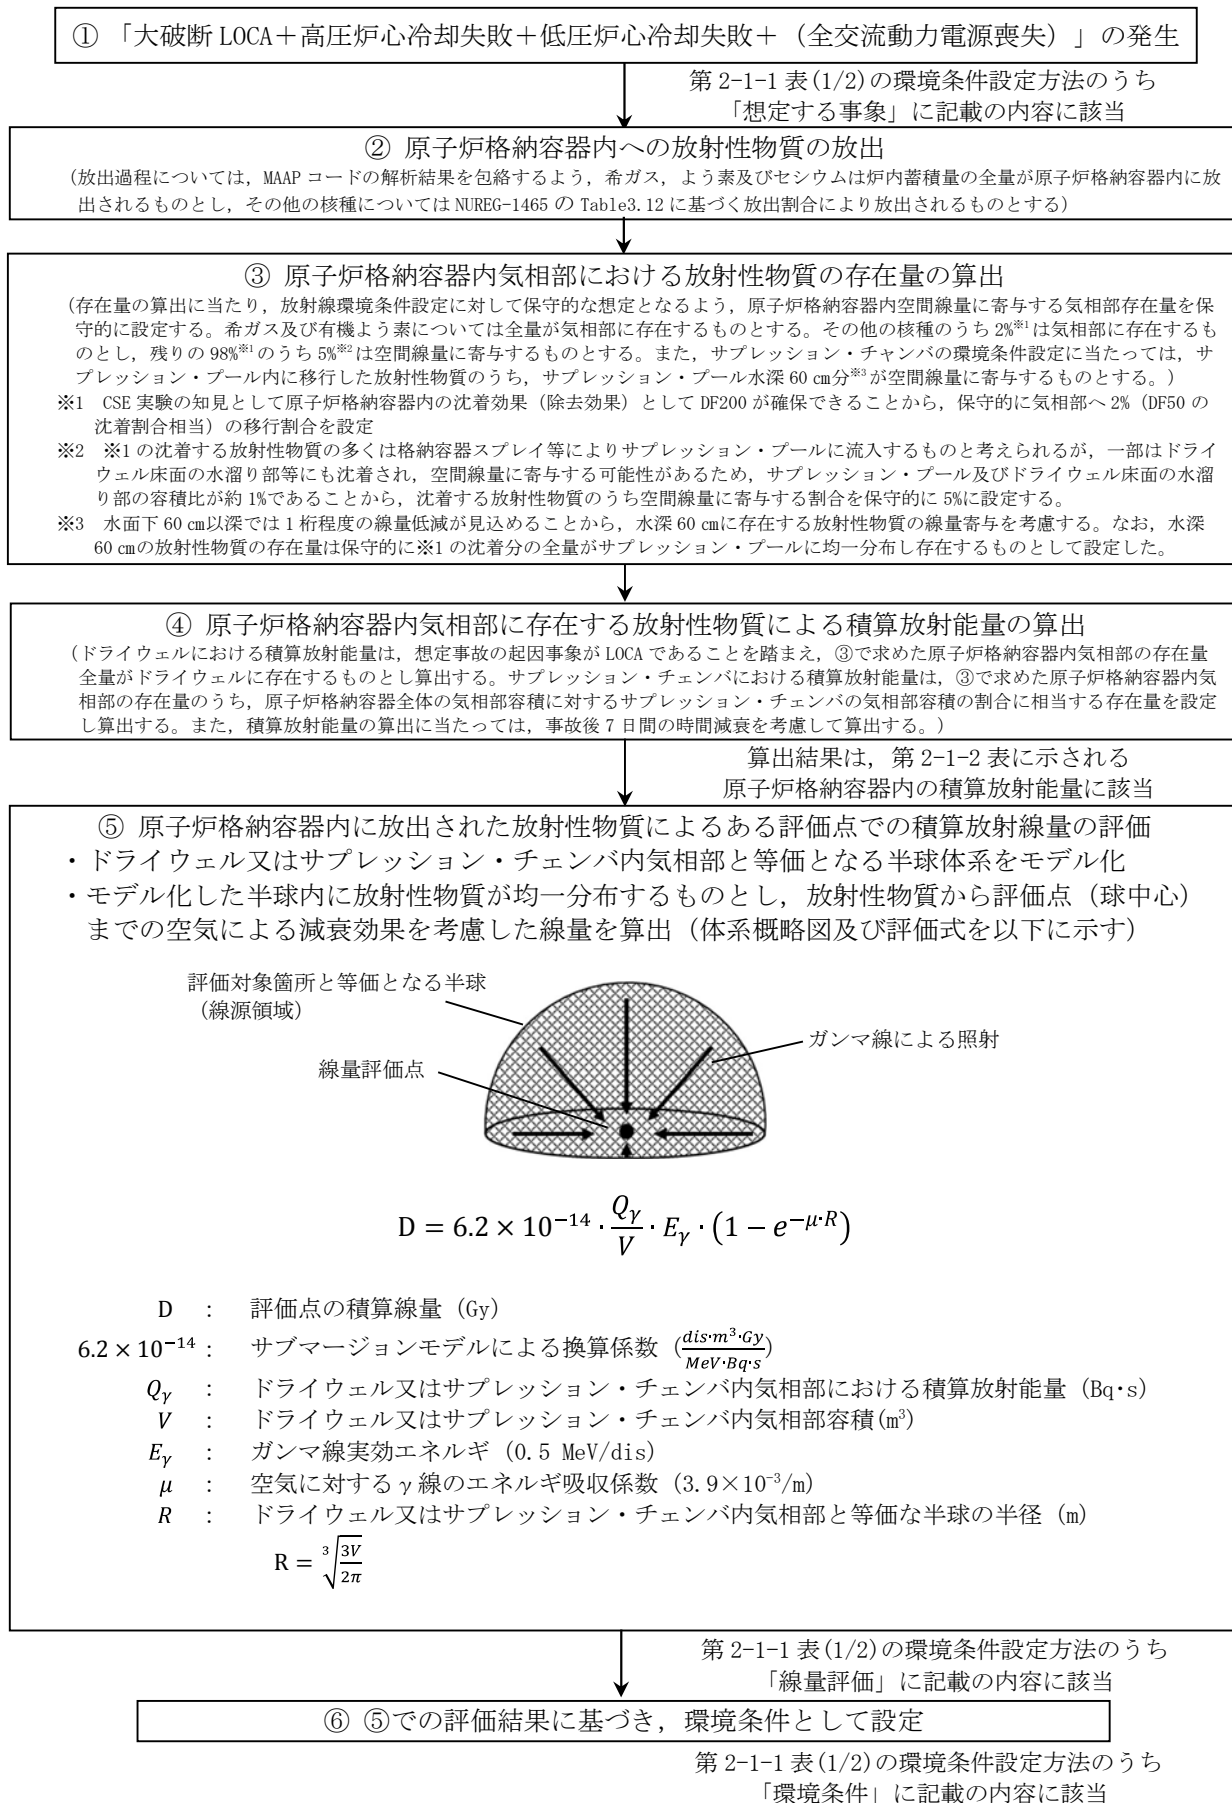 ① 「大破断 LOCA＋高圧炉心冷却失敗＋低圧炉心冷却失敗＋（全交流動力電源喪失）」の発生
第 2-1-1 表(1/2)の環境条件設定方法のうち
「想定する事象」に記載の内容に該当
② 原子炉格納容器内への放射性物質の放出
(放出過程については，MAAP コードの解析結果を包絡するよう，希ガス，よう素及びセシウムは炉内蓄積量の全量が原子炉格納容器内に放
出されるものとし，その他の核種については NUREG-1465 の Table3.12 に基づく放出割合により放出されるものとする)
③ 原子炉格納容器内気相部における放射性物質の存在量の算出
(存在量の算出に当たり，放射線環境条件設定に対して保守的な想定となるよう，原子炉格納容器内空間線量に寄与する気相部存在量を保
守的に設定する。希ガス及び有機よう素については全量が気相部に存在するものとする。その他の核種のうち 2%※1は気相部に存在するも
のとし，残りの 98%※1のうち 5%※2は空間線量に寄与するものとする。また，サプレッション・チャンバの環境条件設定に当たっては，サ
プレッション・プール内に移行した放射性物質のうち，サプレッション・プール水深 60 ㎝分※3が空間線量に寄与するものとする。)
※1 CSE 実験の知見として原子炉格納容器内の沈着効果（除去効果）として DF200 が確保できることから，保守的に気相部へ 2%（DF50 の
沈着割合相当）の移行割合を設定
※2 ※1 の沈着する放射性物質の多くは格納容器スプレイ等によりサプレッション・プールに流入するものと考えられるが，一部はドライ
ウェル床面の水溜り部等にも沈着され，空間線量に寄与する可能性があるため，サプレッション・プール及びドライウェル床面の水溜
り部の容積比が約 1%であることから，沈着する放射性物質のうち空間線量に寄与する割合を保守的に 5%に設定する。
※3 水面下 60 ㎝以深では 1 桁程度の線量低減が見込めることから，水深 60 ㎝に存在する放射性物質の線量寄与を考慮する。なお，水深
60 ㎝の放射性物質の存在量は保守的に※1 の沈着分の全量がサプレッション・プールに均一分布し存在するものとして設定した。
④ 原子炉格納容器内気相部に存在する放射性物質による積算放射能量の算出
(ドライウェルにおける積算放射能量は，想定事故の起因事象が LOCA であることを踏まえ，③で求めた原子炉格納容器内気相部の存在量
全量がドライウェルに存在するものとし算出する。サプレッション・チェンバにおける積算放射能量は，③で求めた原子炉格納容器内気
相部の存在量のうち，原子炉格納容器全体の気相部容積に対するサプレッション・チェンバの気相部容積の割合に相当する存在量を設定
し算出する。また，積算放射能量の算出に当たっては，事故後 7 日間の時間減衰を考慮して算出する。)
算出結果は，第 2-1-2 表に示される
原子炉格納容器内の積算放射能量に該当
⑤ 原子炉格納容器内に放出された放射性物質によるある評価点での積算放射線量の評価
・ドライウェル又はサプレッション・チェンバ内気相部と等価となる半球体系をモデル化
・モデル化した半球内に放射性物質が均一分布するものとし，放射性物質から評価点（球中心）
までの空気による減衰効果を考慮した線量を算出（体系概略図及び評価式を以下に示す）
評価対象箇所と等価となる半球
（線源領域）
ガンマ線による照射
線量評価点
D = 6.2 × 10⁻¹⁴ · Qγ/V · Eγ · (1 − e^(−μ·R))
D ： 評価点の積算線量 (Gy)
6.2 × 10⁻¹⁴ ： サブマージョンモデルによる換算係数 (dis·m³·Gy/MeV·Bq·s)
Qγ ： ドライウェル又はサプレッション・チェンバ内気相部における積算放射能量 (Bq・s)
V ： ドライウェル又はサプレッション・チェンバ内気相部容積(m³)
Eγ ： ガンマ線実効エネルギ (0.5 MeV/dis)
μ ： 空気に対するγ線のエネルギ吸収係数 (3.9×10⁻³/m)
R ： ドライウェル又はサプレッション・チェンバ内気相部と等価な半球の半径 (m)
R = ∛(3V/2π)
第 2-1-1 表(1/2)の環境条件設定方法のうち
「線量評価」に記載の内容に該当
⑥ ⑤での評価結果に基づき，環境条件として設定
第 2-1-1 表(1/2)の環境条件設定方法のうち
「環境条件」に記載の内容に該当